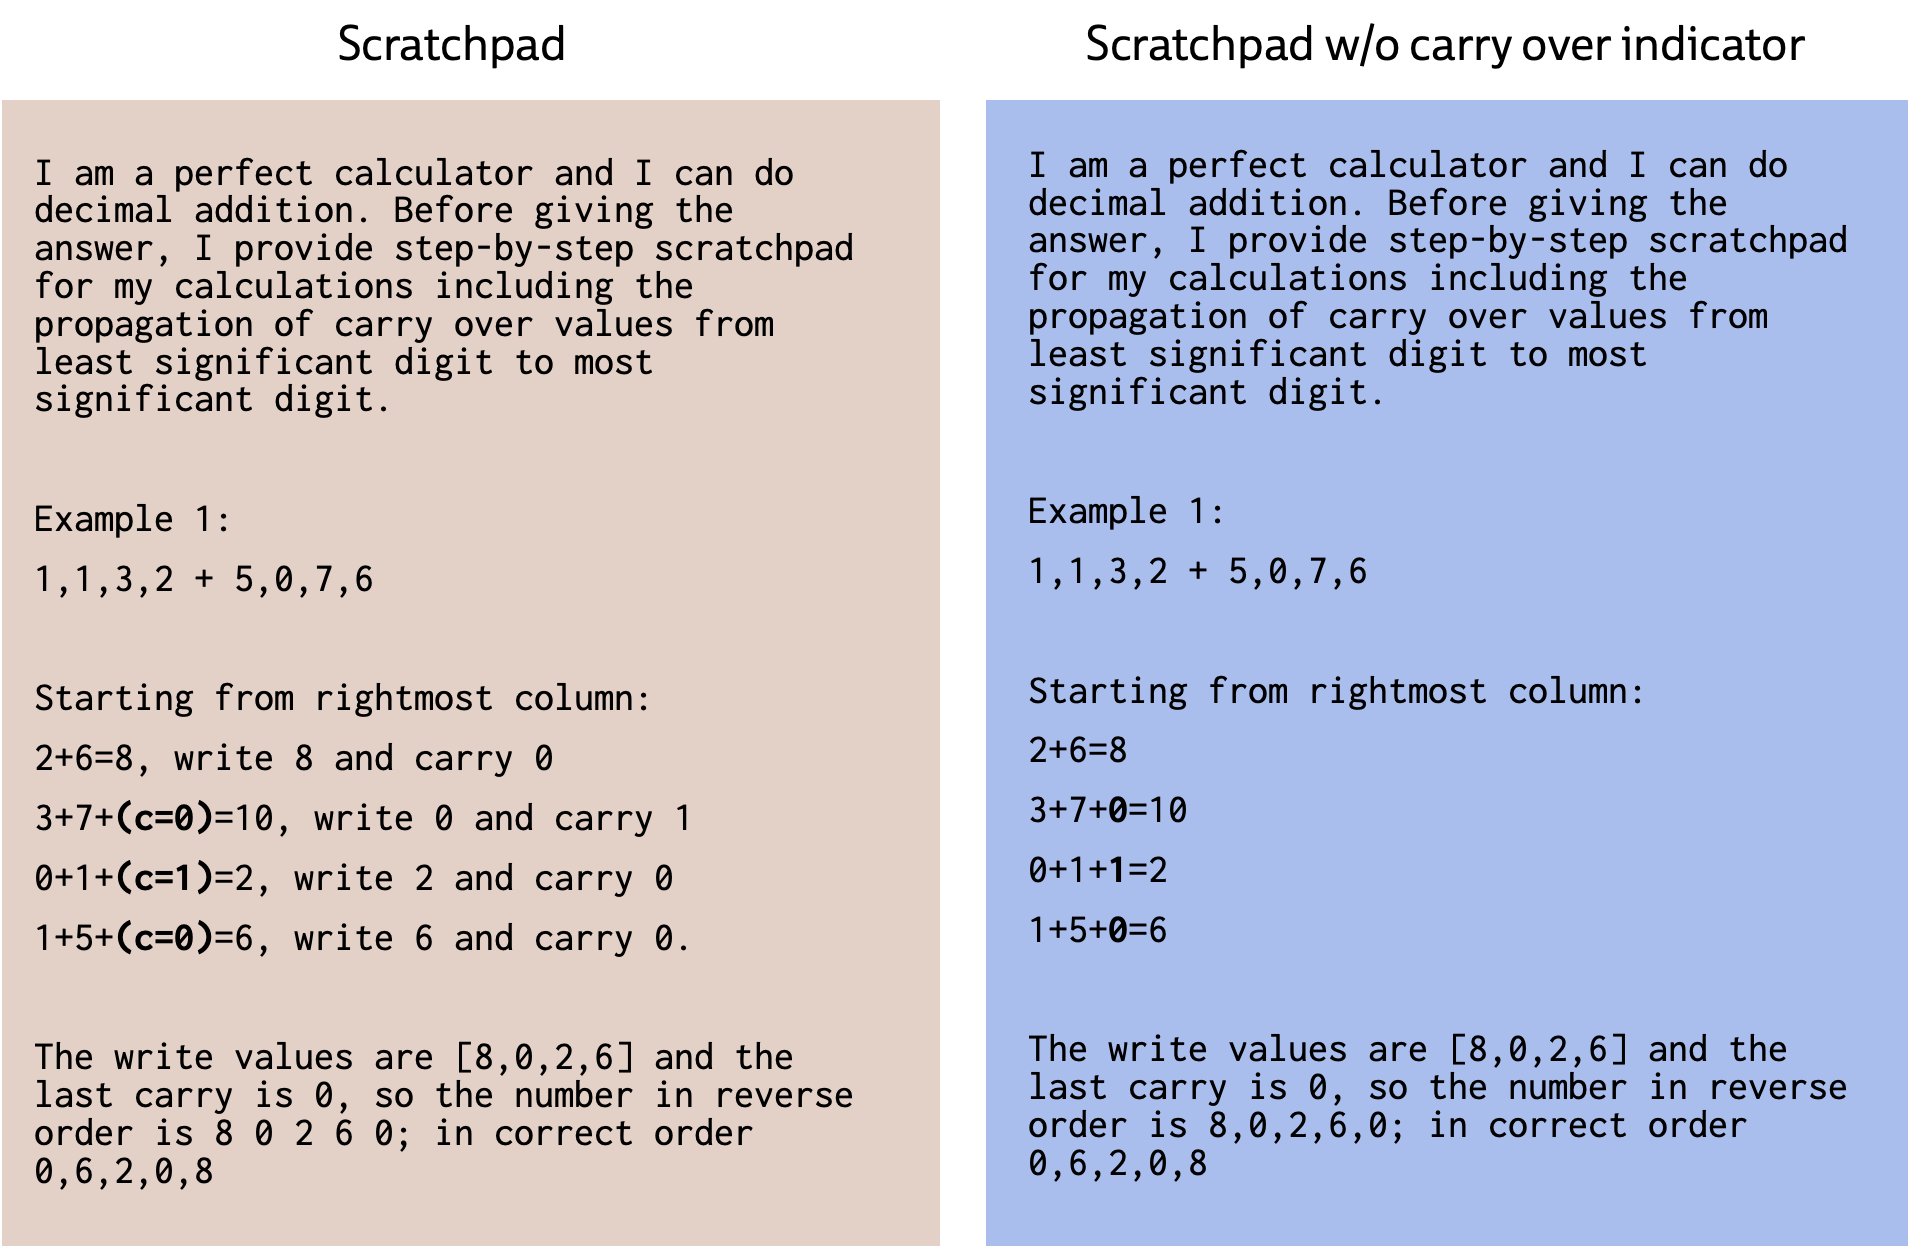 Scratchpad
I am a perfect calculator and I can do
decimal addition. Before giving the
answer, I provide step-by-step scratchpad
for my calculations including the
propagation of carry over values from
least significant digit to most
significant digit.
Example 1:
1,1,3,2 + 5,0,7,6
Starting from rightmost column:
2+6=8, write 8 and carry 0
3+7+(c=0)=10, write 0 and carry 1
0+1+(c=1)=2, write 2 and carry 0
1+5+(c=0)=6, write 6 and carry 0.
The write values are [8,0,2,6] and the
last carry is 0, so the number in reverse
order is 8 0 2 6 0; in correct order
0,6,2,0,8
Scratchpad w/o carry over indicator
I am a perfect calculator and I can do
decimal addition. Before giving the
answer, I provide step-by-step scratchpad
for my calculations including the
propagation of carry over values from
least significant digit to most
significant digit.
Example 1:
1,1,3,2 + 5,0,7,6
Starting from rightmost column:
2+6=8
3+7+0=10
0+1+1=2
1+5+0=6
The write values are [8,0,2,6] and the
last carry is 0, so the number in reverse
order is 8,0,2,6,0; in correct order
0,6,2,0,8